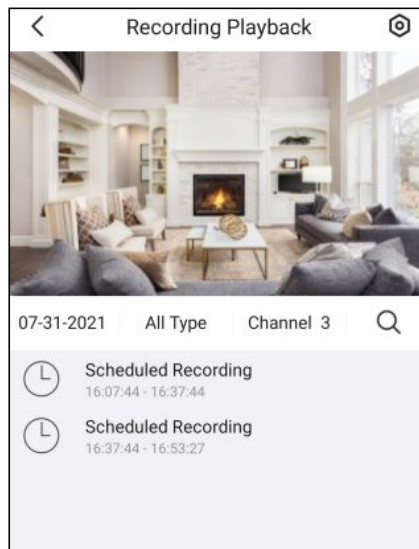 Recording Playback
07-31-2021 All Type Channel 3
Scheduled Recording
16:07:44 - 16:37:44
Scheduled Recording
16:37:44 - 16:53:27